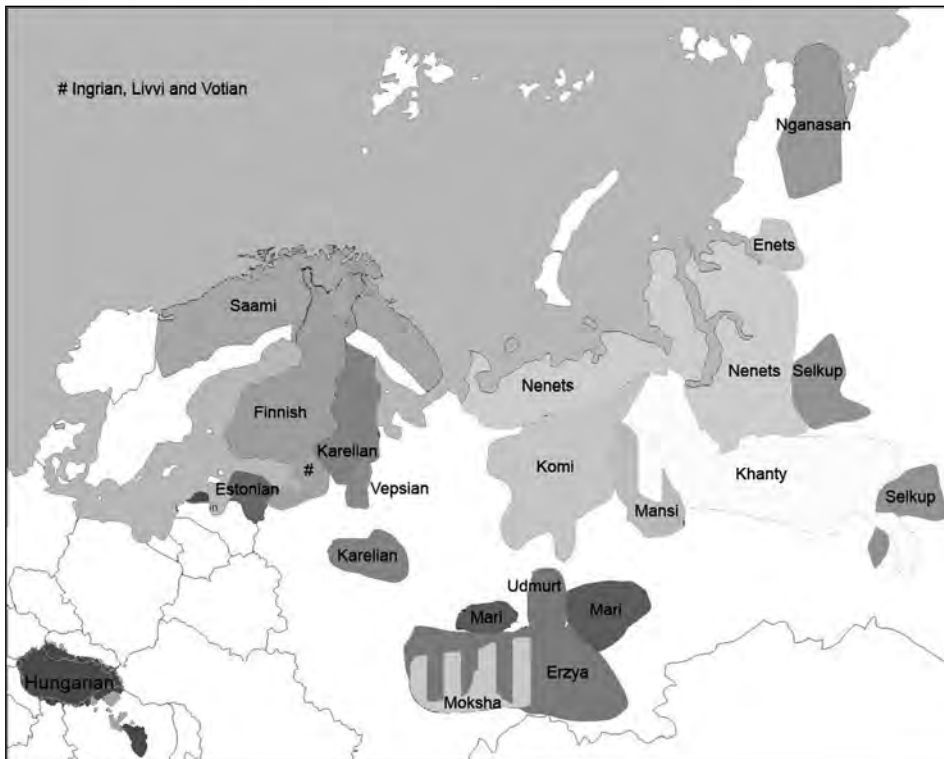 # Ingrian, Livvi and Votian
Nganasan
Enets
Saami
Nenets
Nenets
Selkup
Finnish
Karelian
#
Komi
Khanty
Estonian
Vepsian
Mansi
Selkup
Karelian
Udmurt
Mari
Mari
Hungarian
Erzya
Moksha